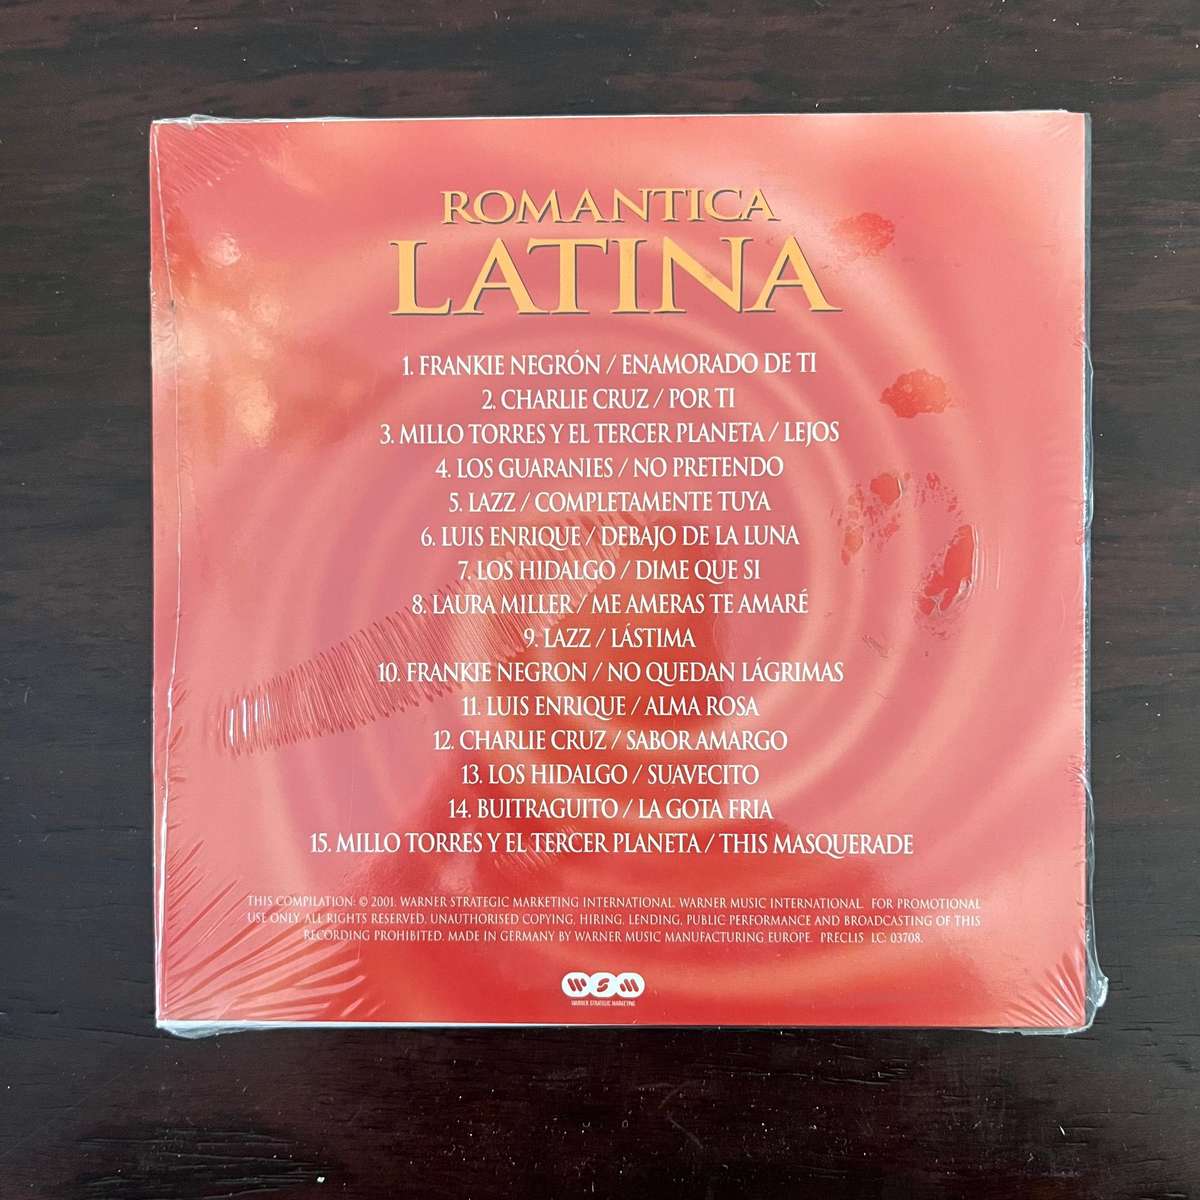 ROMANTICA
LATINA
1. FRANKIE NEGRÓN / ENAMORADO DE TI
2. CHARLIE CRUZ / POR TI
3. MILLO TORRES Y EL TERCER PLANETA / LEJOS
4. LOS GUARANIES / NO PRETENDO
5. LAZZ / COMPLETAMENTE TUYA
6. LUIS ENRIQUE / DEBAJO DE LA LUNA
7. LOS HIDALGO / DIME QUE SI
8. LAURA MILLER / ME AMERAS TE AMARÉ
9. LAZZ / LÁSTIMA
10. FRANKIE NEGRON / NO QUEDAN LÁGRIMAS
11. LUIS ENRIQUE / ALMA ROSA
12. CHARLIE CRUZ / SABOR AMARGO
13. LOS HIDALGO / SUAVECITO
14. BUITRAGUITO / LA GOTA FRIA
15. MILLO TORRES Y EL TERCER PLANETA / THIS MASQUERADE
THIS COMPILATION: © 2001. WARNER STRATEGIC MARKETING INTERNATIONAL. WARNER MUSIC INTERNATIONAL. FOR PROMOTIONAL
USE ONLY. ALL RIGHTS RESERVED. UNAUTHORISED COPYING, HIRING, LENDING, PUBLIC PERFORMANCE AND BROADCASTING OF THIS
RECORDING PROHIBITED. MADE IN GERMANY BY WARNER MUSIC MANUFACTURING EUROPE. PRECL15 LC: 03708.
WSM
WARNER STRATEGIC MARKETING